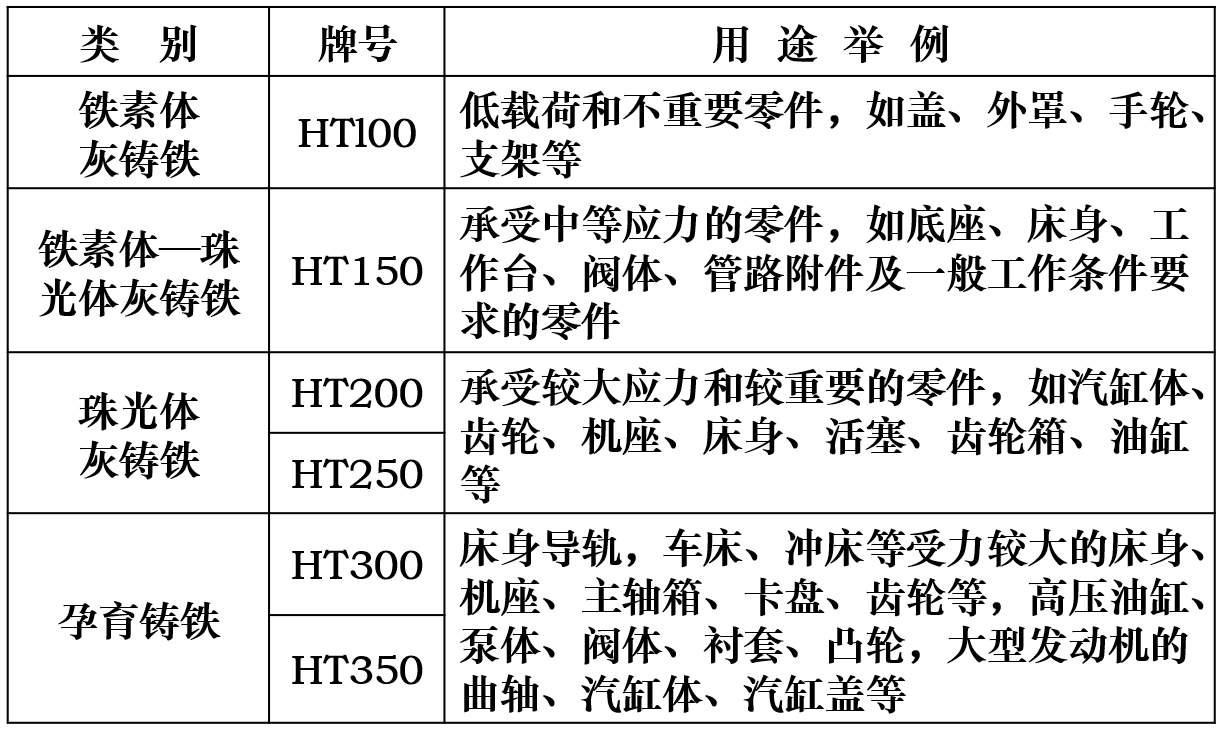 类 别 牌号 用 途 举 例
铁素体
灰铸铁
HTl00
低载荷和不重要零件，如盖、外罩、手轮、
支架等
铁素体—珠
光体灰铸铁
HT150
承受中等应力的零件，如底座、床身、工
作台、阀体、管路附件及一般工作条件要
求的零件
珠光体
灰铸铁
HT200
HT250
承受较大应力和较重要的零件，如汽缸体、
齿轮、机座、床身、活塞、齿轮箱、油缸
等
孕育铸铁
HT300
HT350
床身导轨，车床、冲床等受力较大的床身、
机座、主轴箱、卡盘、齿轮等，高压油缸、
泵体、阀体、衬套、凸轮，大型发动机的
曲轴、汽缸体、汽缸盖等